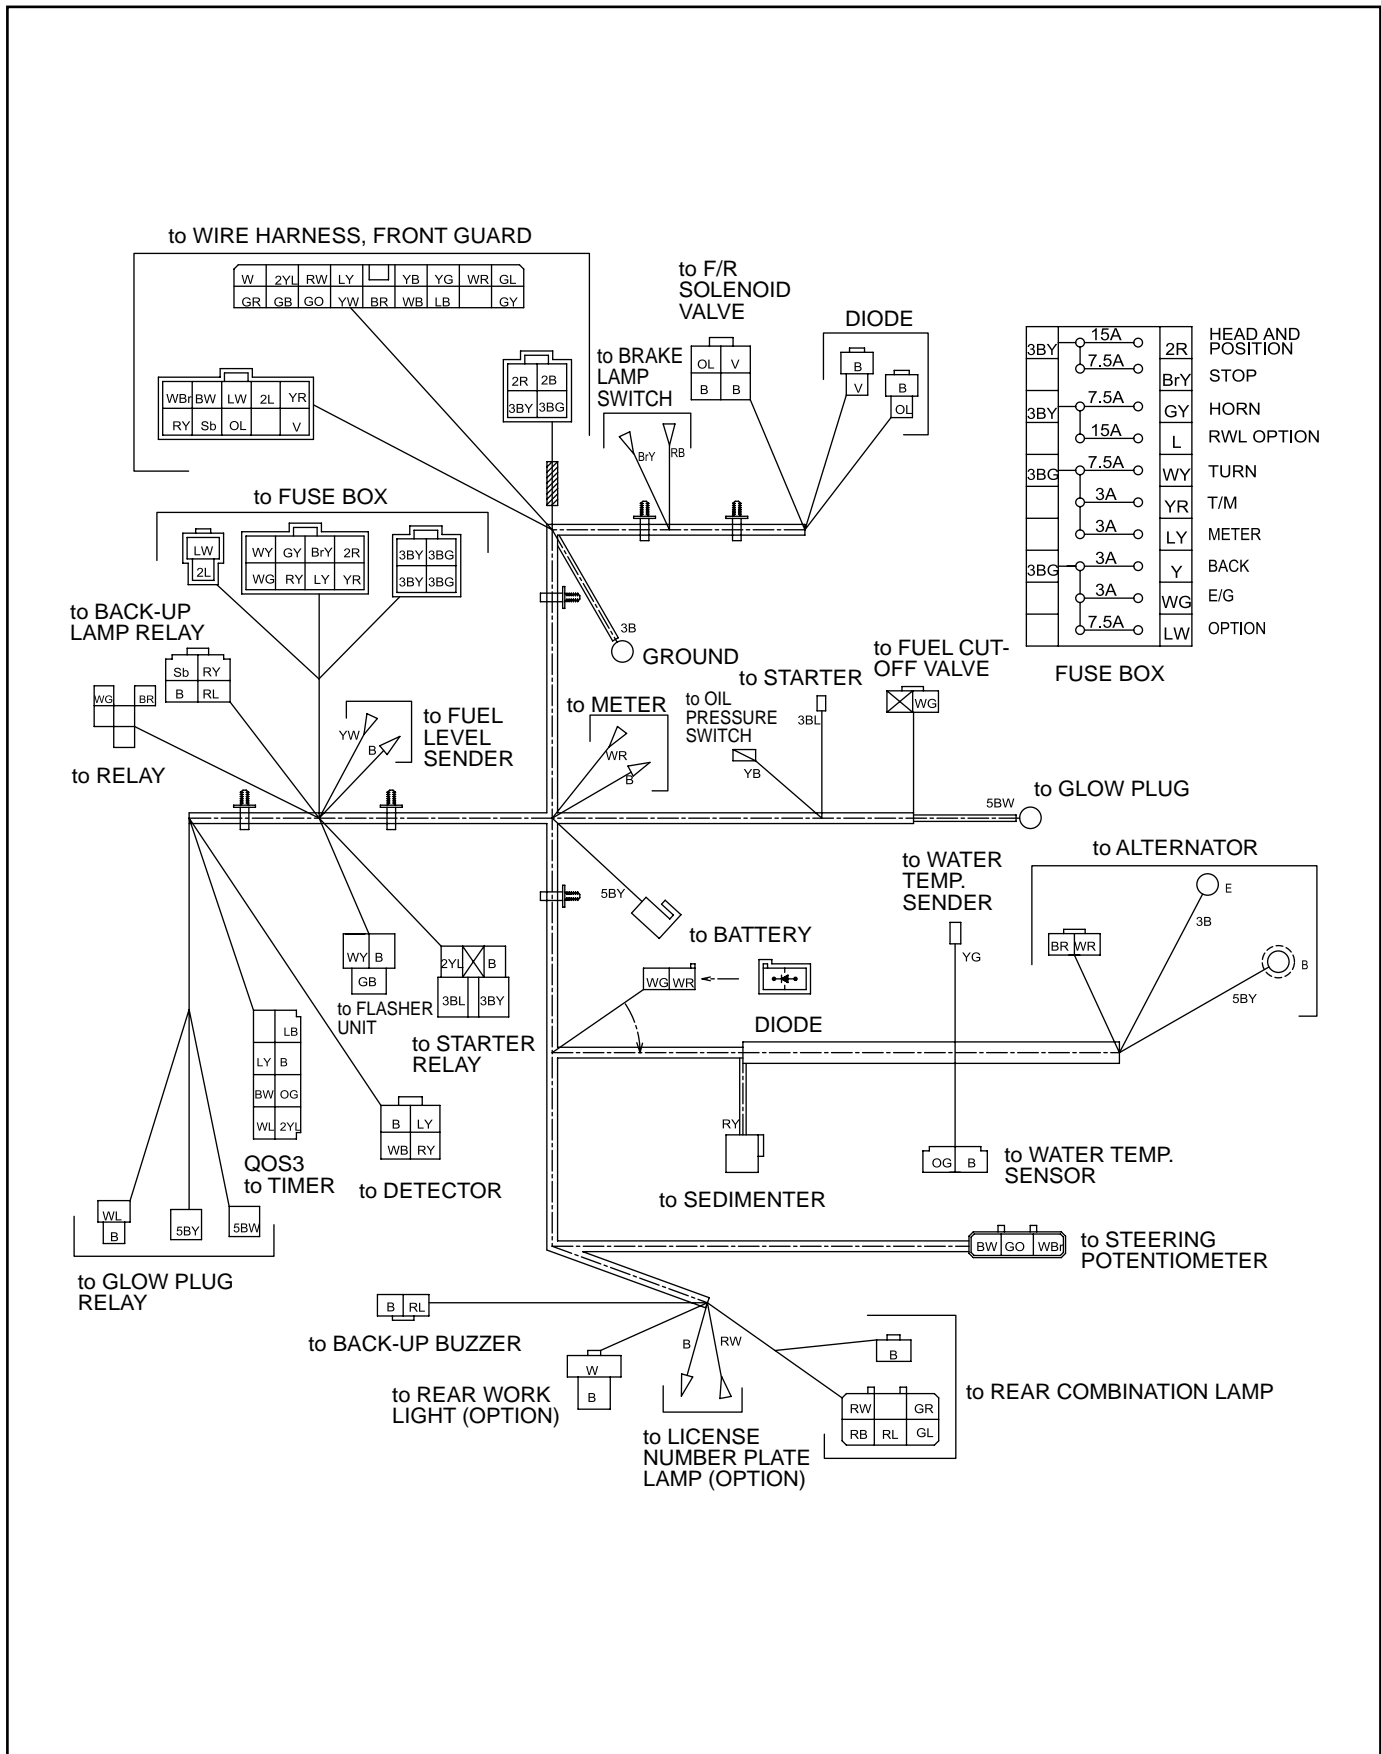 to WIRE HARNESS, FRONT GUARD
W 2YL RW LY YB YG WR GL
GR GB GO YW BR WB LB GY
WBr BW LW 2L YR
RY Sb OL V
2R 2B
3BY 3BG
to BRAKE
LAMP
SWITCH
BrY
RB
to F/R
SOLENOID
VALVE
OL V
B B
DIODE
B
V
B
OL
3BY 15A 2R HEAD AND
POSITION
7.5A BrY STOP
3BY 7.5A GY HORN
15A L RWL OPTION
3BG 7.5A WY TURN
3A YR T/M
3A LY METER
3BG 3A Y BACK
3A WG E/G
7.5A LW OPTION
FUSE BOX
to FUSE BOX
LW
2L
WY GY BrY 2R
WG RY LY YR
3BY 3BG
3BY 3BG
to BACK-UP
LAMP RELAY
Sb RY
B RL
WG BR
to RELAY
YW
B
to FUEL
LEVEL
SENDER
3B
GROUND
to METER
WR
B
to OIL
PRESSURE
SWITCH
YB
to STARTER
3BL
to FUEL CUT-
OFF VALVE
WG
5BW
to GLOW PLUG
5BY
to BATTERY
to WATER
TEMP.
SENDER
YG
to ALTERNATOR
BR WR
E
3B
B
5BY
WY B
GB
to FLASHER
UNIT
2YL B
3BL 3BY
to STARTER
RELAY
WG WR
DIODE
LB
LY B
BW OG
WL 2YL
QOS3
to TIMER
B LY
WB RY
to DETECTOR
RY
to SEDIMENTER
OG B
to WATER TEMP.
SENSOR
WL
B
5BY
5BW
to GLOW PLUG
RELAY
BW GO WBr
to STEERING
POTENTIOMETER
B RL
to BACK-UP BUZZER
W
B
to REAR WORK
LIGHT (OPTION)
B
RW
to LICENSE
NUMBER PLATE
LAMP (OPTION)
B
RW GR
RB RL GL
to REAR COMBINATION LAMP